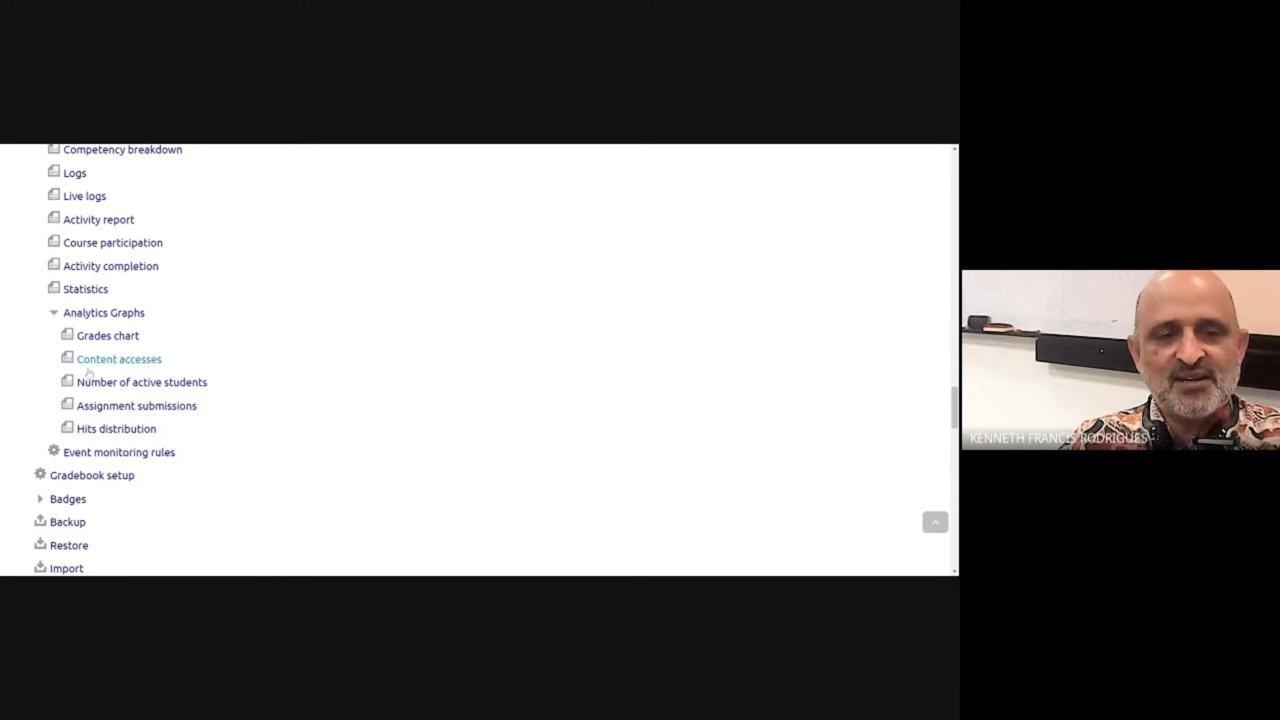 Competency breakdown
Logs
Live logs
Activity report
Course participation
Activity completion
Statistics
Analytics Graphs
Grades chart
Content accesses
Number of active students
Assignment submissions
Hits distribution
Event monitoring rules
Gradebook setup
Badges
Backup
Restore
Import
KENNETH FRANCIS RODRIGUES